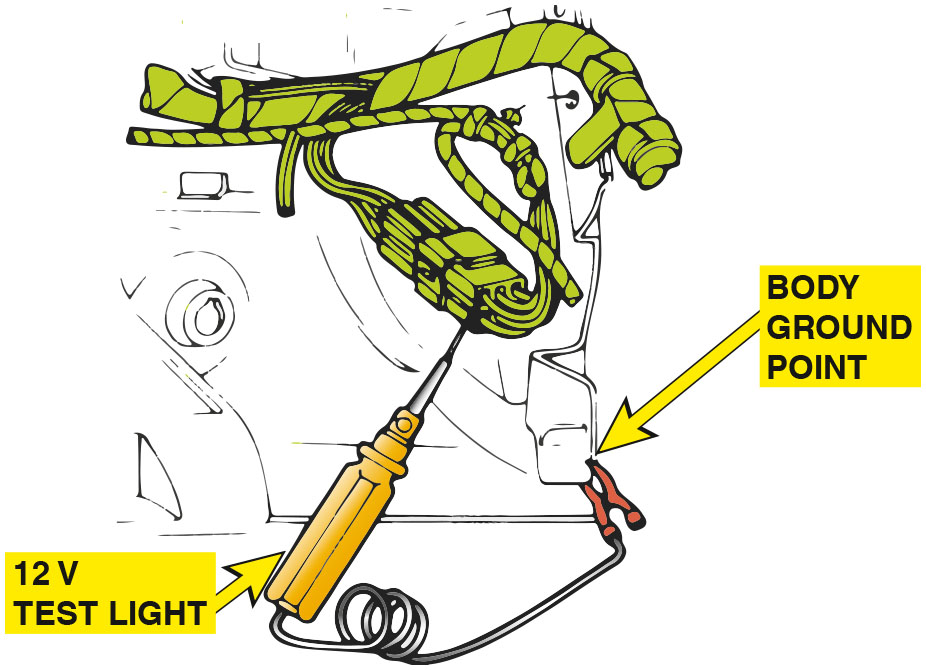 BODY
GROUND
POINT
12 V
TEST LIGHT